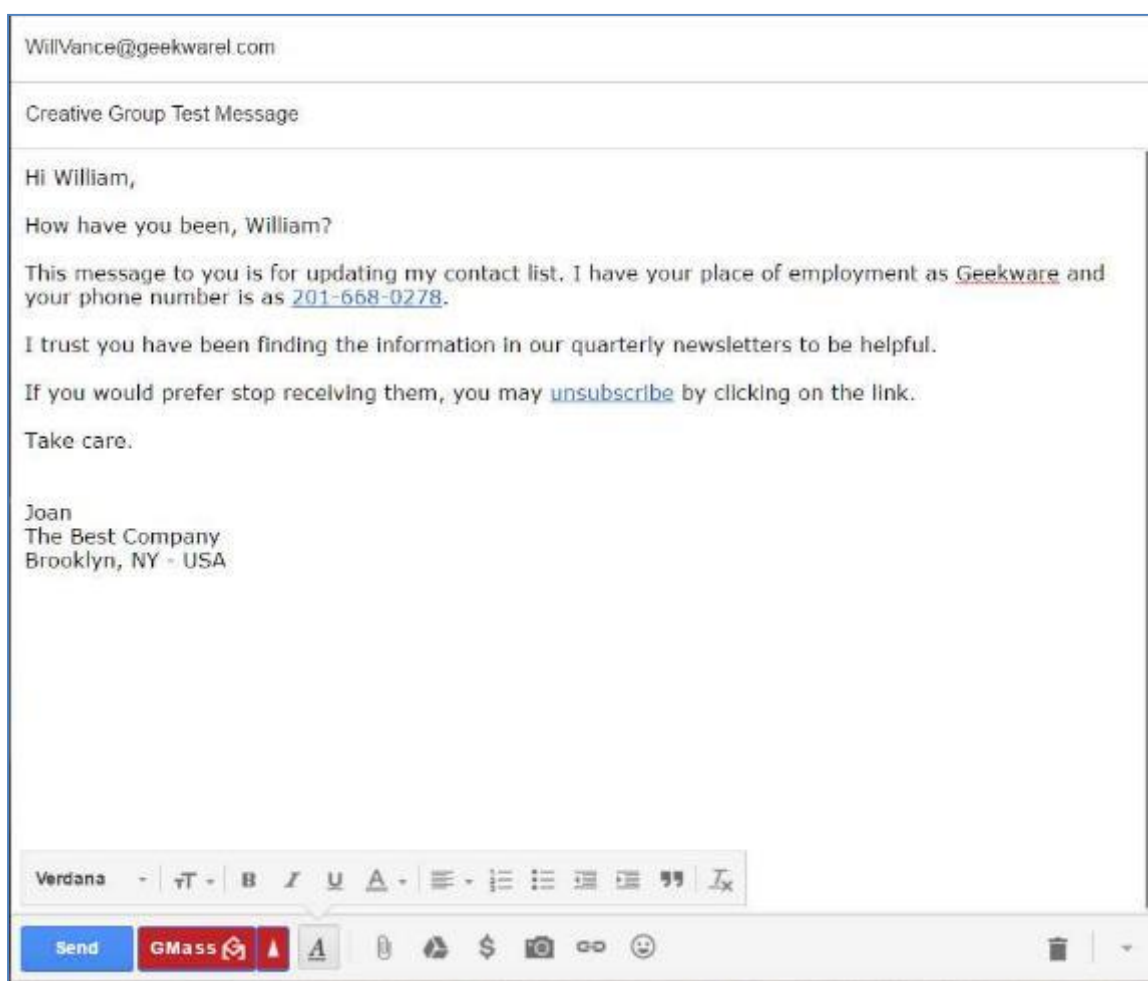 WillVance@geekwarel.com
Creative Group Test Message
Hi William,
How have you been, William?
This message to you is for updating my contact list. I have your place of employment as Geekware and
your phone number is as 201-668-0278.
I trust you have been finding the information in our quarterly newsletters to be helpful.
If you would prefer stop receiving them, you may unsubscribe by clicking on the link.
Take care.
Joan
The Best Company
Brooklyn, NY - USA
Verdana
Send GMass